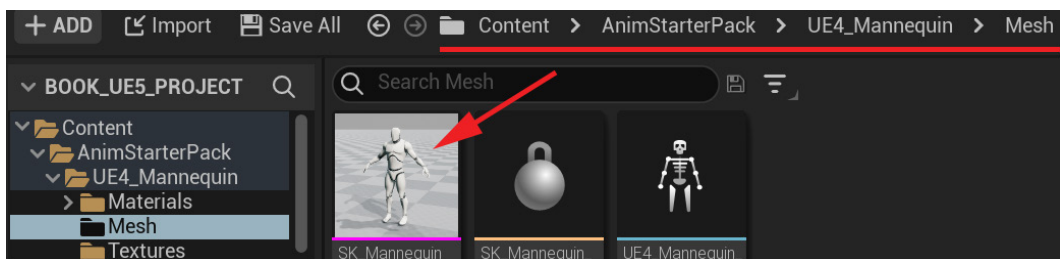 + ADD Import Save All Content > AnimStarterPack > UE4_Mannequin > Mesh
BOOK_UE5_PROJECT
Search Mesh
Content
AnimStarterPack
UE4_Mannequin
Materials
Mesh
Textures
SK_Mannequin SK_Mannequin UE4_Mannequin